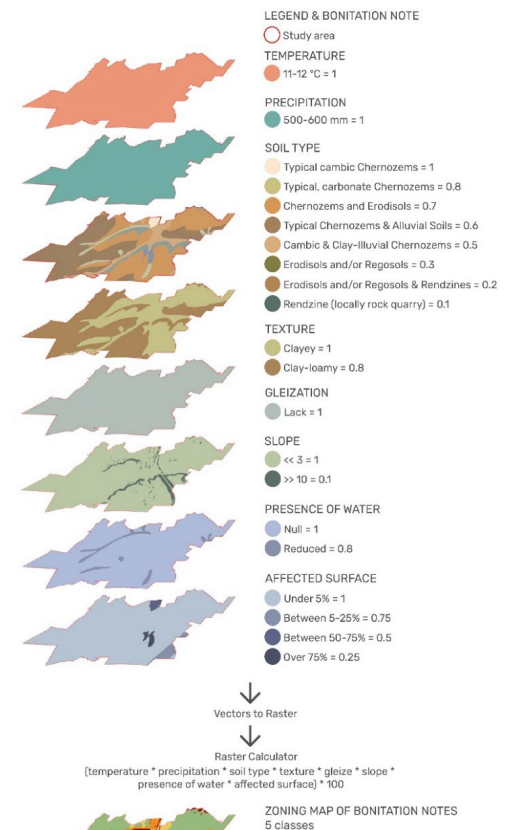 LEGEND & BONITATION NOTE
Study area
TEMPERATURE
11-12 °C = 1
PRECIPITATION
500-600 mm = 1
SOIL TYPE
Typical cambic Chernozems = 1
Typical, carbonate Chernozems = 0.8
Chernozems and Erodisols = 0.7
Typical Chernozems & Alluvial Soils = 0.6
Cambic & Clay-Illuvial Chernozems = 0.5
Erodisols and/or Regosols = 0.3
Erodisols and/or Regosols & Rendzines = 0.2
Rendzine (locally rock quarry) = 0.1
TEXTURE
Clayey = 1
Clay-loamy = 0.8
GLEIZATION
Lack = 1
SLOPE
<< 3 = 1
>> 10 = 0.1
PRESENCE OF WATER
Null = 1
Reduced = 0.8
AFFECTED SURFACE
Under 5% = 1
Between 5-25% = 0.75
Between 50-75% = 0.5
Over 75% = 0.25
Vectors to Raster
Raster Calculator
(temperature * precipitation * soil type * texture * gleize * slope *
presence of water * affected surface) * 100
ZONING MAP OF BONITATION NOTES
5 classes